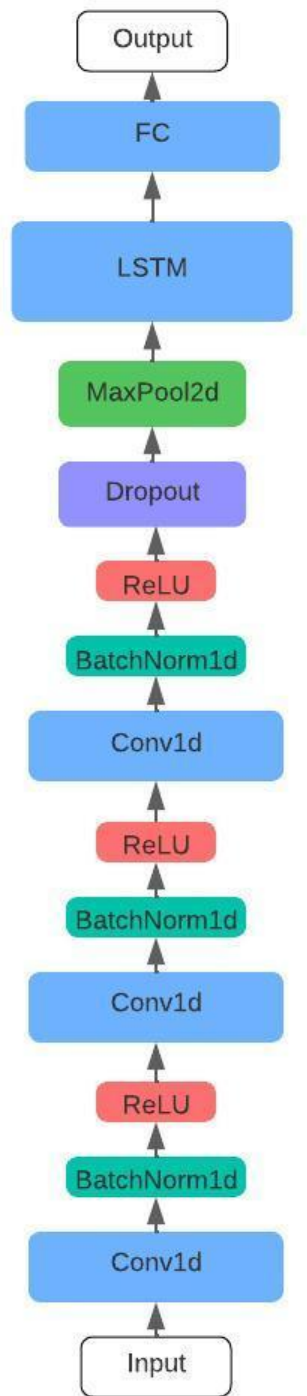 Output
FC
LSTM
MaxPool2d
Dropout
ReLU
BatchNorm1d
Conv1d
ReLU
BatchNorm1d
Conv1d
ReLU
BatchNorm1d
Conv1d
Input